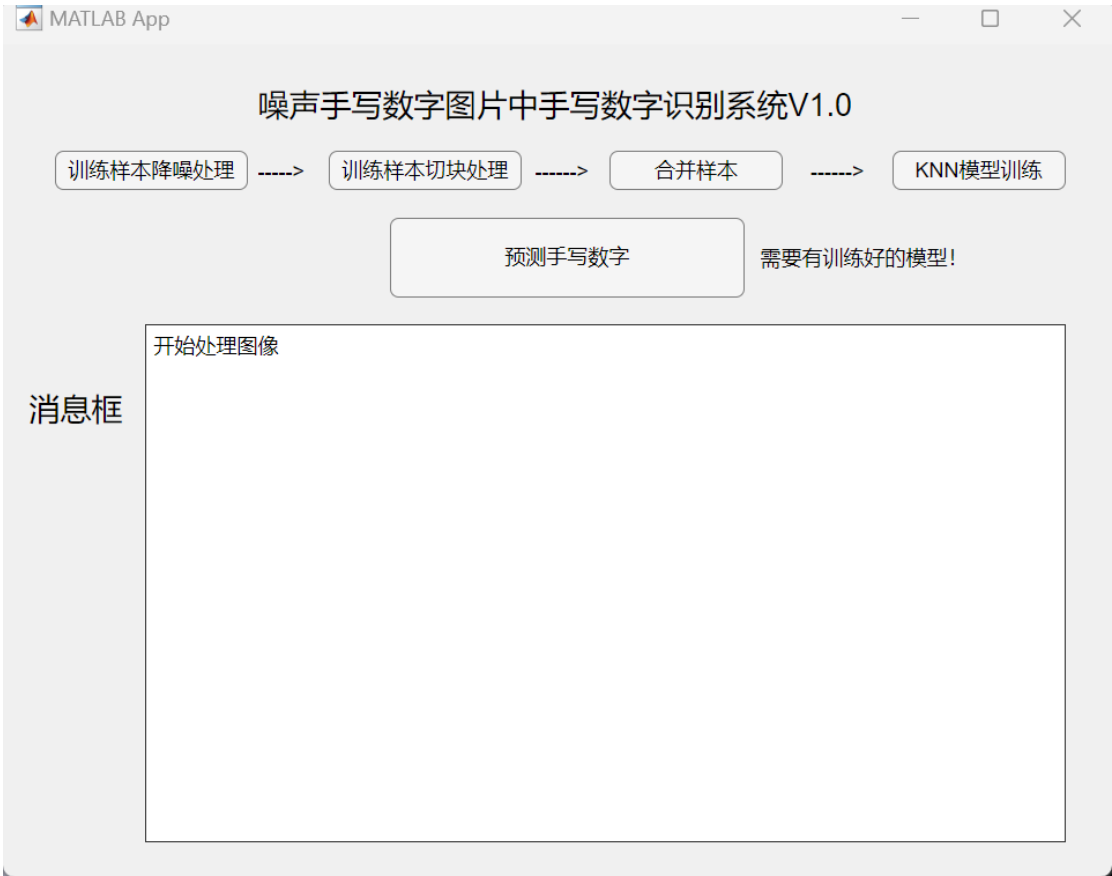 MATLAB App
噪声手写数字图片中手写数字识别系统V1.0
训练样本降噪处理 -----> 训练样本切块处理 ------> 合并样本 ------> KNN模型训练
预测手写数字 需要有训练好的模型!
开始处理图像
消息框